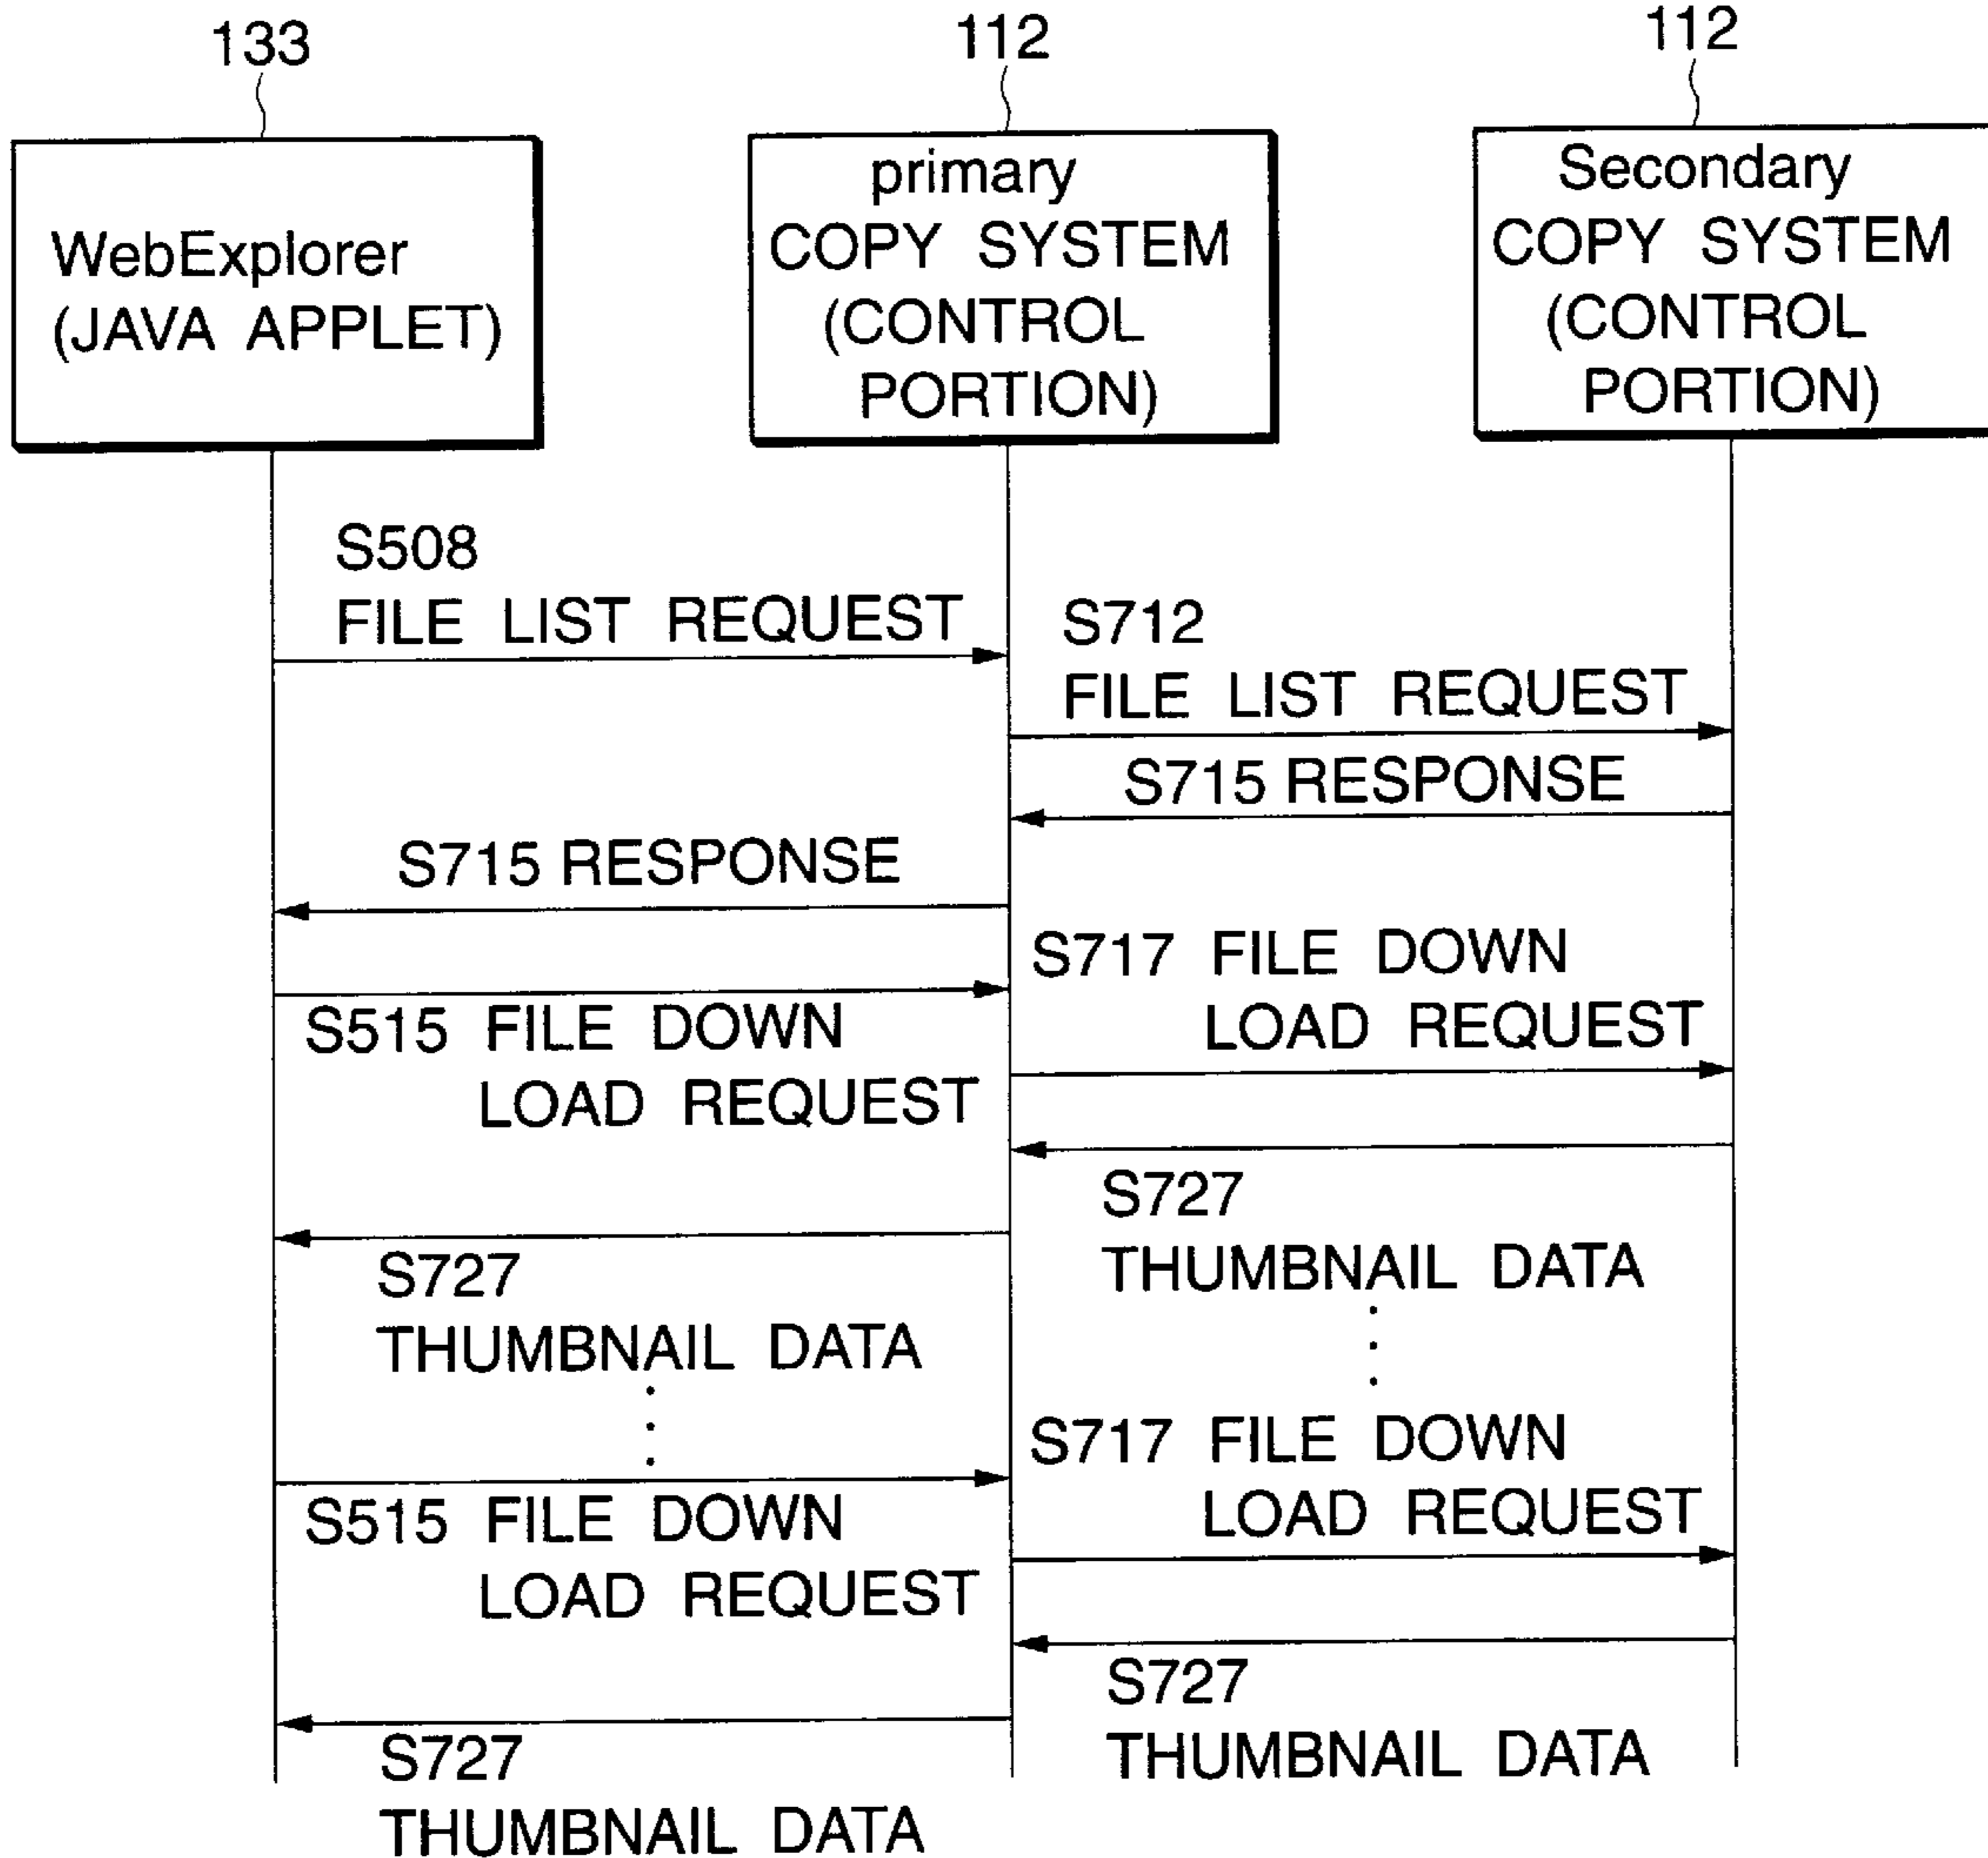 133
112
112
WebExplorer
(JAVA APPLET)
primary
COPY SYSTEM
(CONTROL
PORTION)
Secondary
COPY SYSTEM
(CONTROL
PORTION)
S508
FILE LIST REQUEST
S712
FILE LIST REQUEST
S715 RESPONSE
S715 RESPONSE
S717 FILE DOWN
LOAD REQUEST
S515 FILE DOWN
LOAD REQUEST
S727
THUMBNAIL DATA
S727
THUMBNAIL DATA
S717 FILE DOWN
LOAD REQUEST
S515 FILE DOWN
LOAD REQUEST
S727
THUMBNAIL DATA
S727
THUMBNAIL DATA